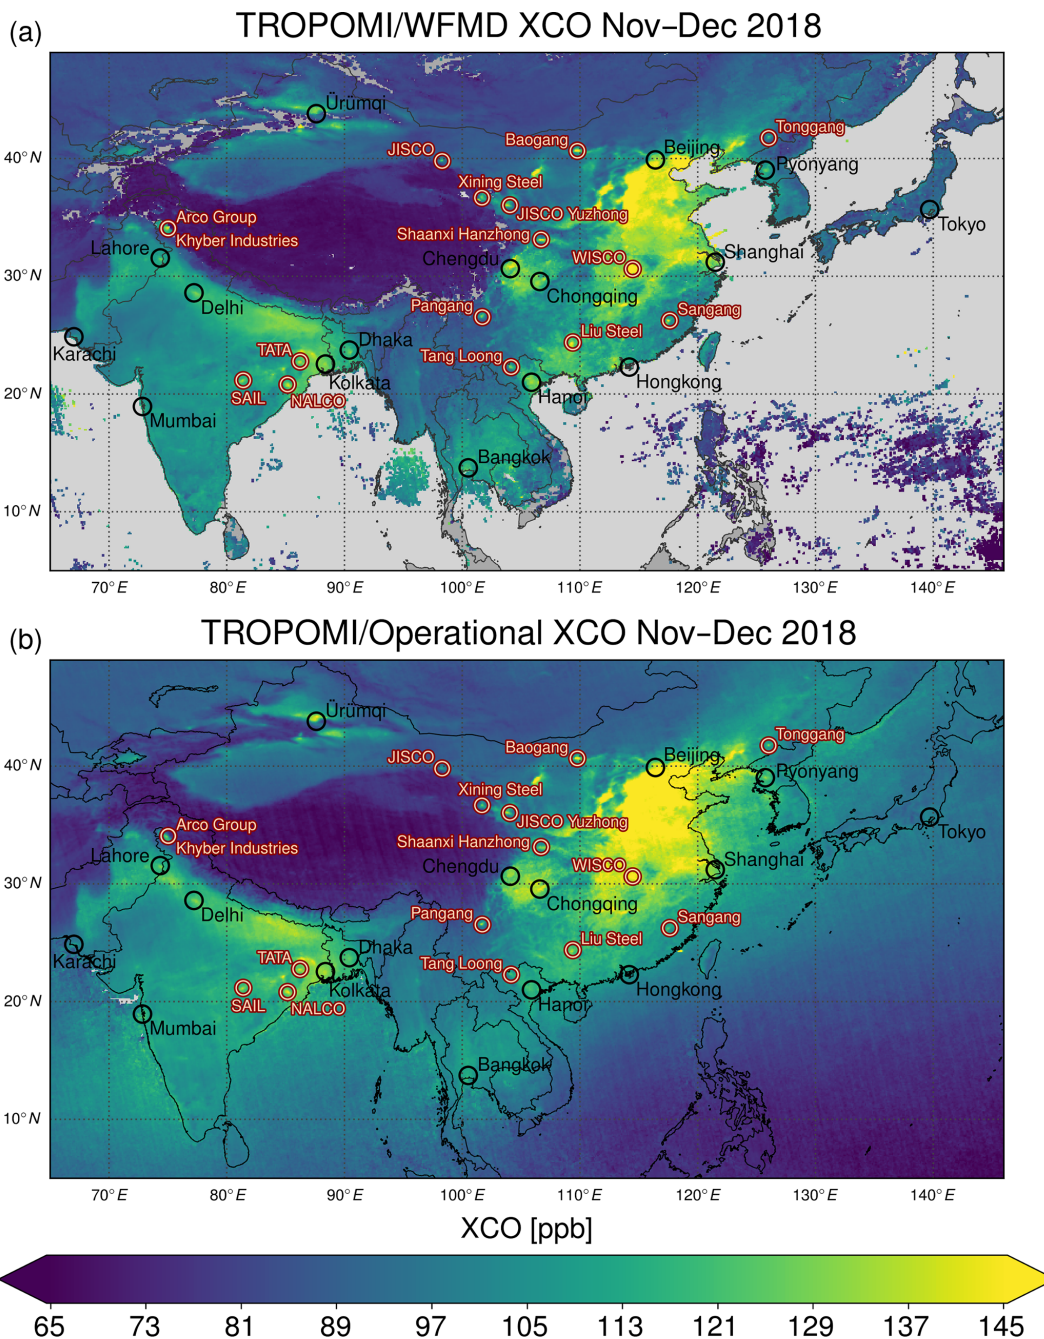 (a)
TROPOMI/WFMD XCO Nov–Dec 2018
Ürümqi
Beijing
Tonggang
Baogang
JISCO
Pyonyang
40°N
Xining Steel
JISCO Yuzhong
Arco Group
Khyber Industries
Shaanxi Hanzhong
Tokyo
Lahore
Chengdu
WISCO
Shanghai
30°N
Chongqing
Delhi
Pangang
Sangang
Karachi
Dhaka
Liu Steel
TATA
Tang Loong
Kolkata
Hongkong
SAIL
NALCO
Hanoi
20°N
Mumbai
Bangkok
10°N
70°E 80°E 90°E 100°E 110°E 120°E 130°E 140°E
(b)
TROPOMI/Operational XCO Nov–Dec 2018
Ürümqi
Beijing
Tonggang
Baogang
JISCO
Pyonyang
40°N
Xining Steel
JISCO Yuzhong
Arco Group
Khyber Industries
Shaanxi Hanzhong
Tokyo
Lahore
Chengdu
WISCO
Shanghai
30°N
Chongqing
Delhi
Pangang
Sangang
Karachi
Dhaka
Liu Steel
TATA
Tang Loong
Kolkata
Hongkong
SAIL
NALCO
Hanoi
20°N
Mumbai
Bangkok
10°N
70°E 80°E 90°E 100°E 110°E 120°E 130°E 140°E
XCO [ppb]
65 73 81 89 97 105 113 121 129 137 145